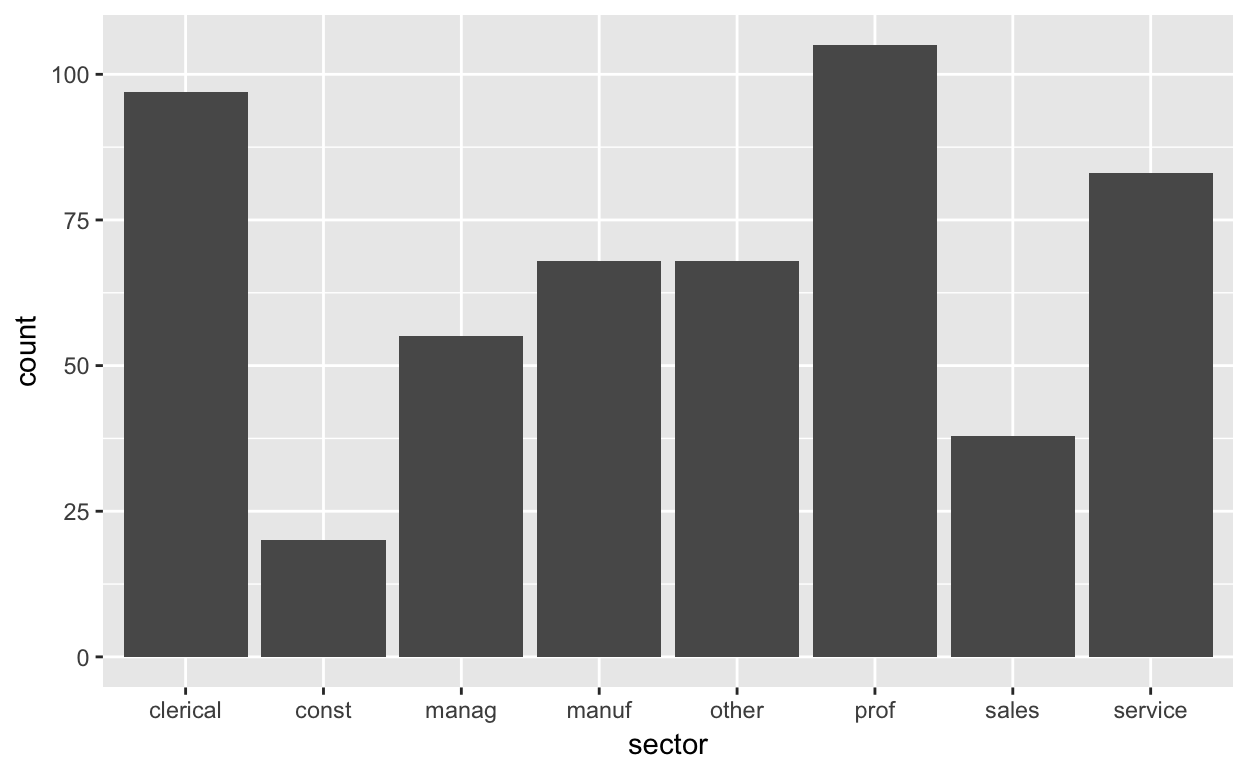 100
75
50
25
0
count
clerical const manag manuf other prof sales service
sector